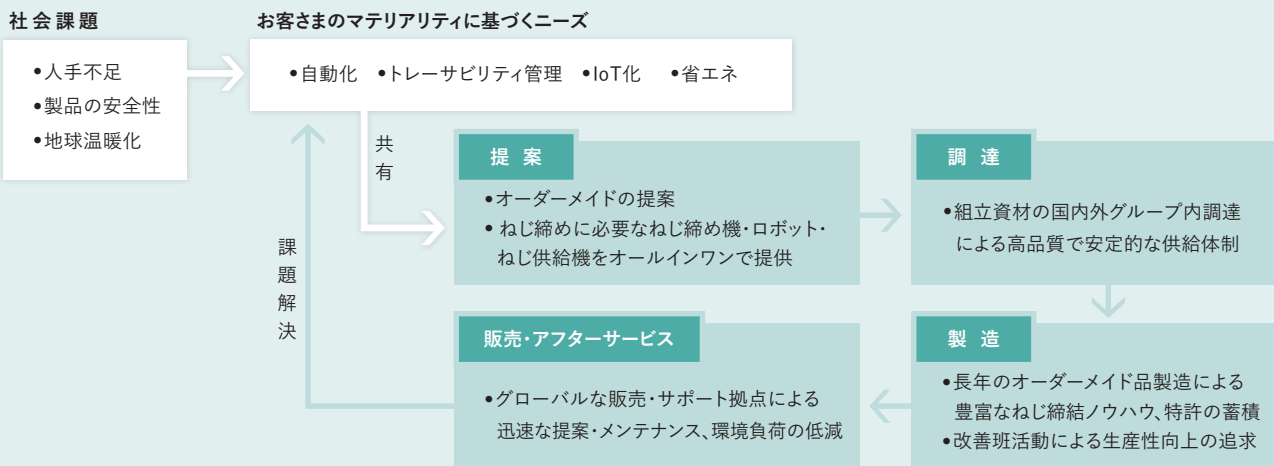 社会課題
•人手不足
•製品の安全性
•地球温暖化
お客さまのマテリアリティに基づくニーズ
•自動化 •トレーサビリティ管理 •IoT化 •省エネ
共有
提案
•オーダーメイドの提案
•ねじ締めに必要なねじ締め機・ロボット・
ねじ供給機をオールインワンで提供
調達
•組立資材の国内外グループ内調達
による高品質で安定的な供給体制
製造
•長年のオーダーメイド品製造による
豊富なねじ締結ノウハウ、特許の蓄積
•改善班活動による生産性向上の追求
販売・アフターサービス
•グローバルな販売・サポート拠点による
迅速な提案・メンテナンス、環境負荷の低減
課題解決